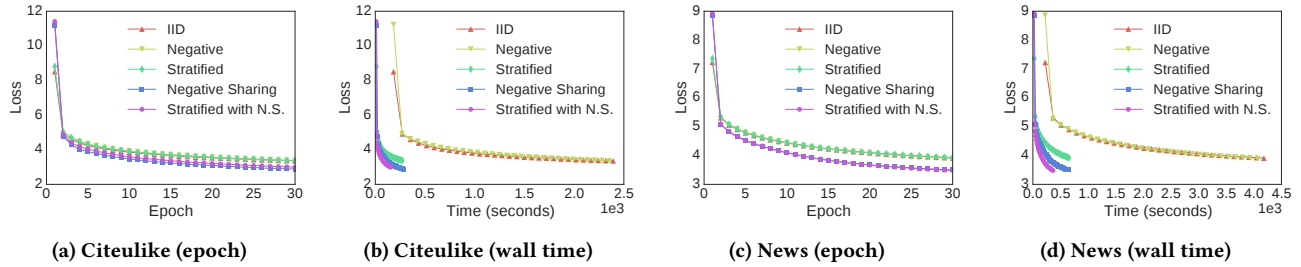 12
10
8
6
4
2
Loss
0 5 10 15 20 25 30
Epoch
IID
Negative
Stratified
Negative Sharing
Stratified with N.S.
(a) Citeulike (epoch)
12
10
8
6
4
2
Loss
0.0 0.5 1.0 1.5 2.0 2.5
1e3
Time (seconds)
IID
Negative
Stratified
Negative Sharing
Stratified with N.S.
(b) Citeulike (wall time)
9
8
7
6
5
4
3
Loss
0 5 10 15 20 25 30
Epoch
IID
Negative
Stratified
Negative Sharing
Stratified with N.S.
(c) News (epoch)
9
8
7
6
5
4
3
Loss
0.0 0.5 1.0 1.5 2.0 2.5 3.0 3.5 4.0 4.5
1e3
Time (seconds)
IID
Negative
Stratified
Negative Sharing
Stratified with N.S.
(d) News (wall time)